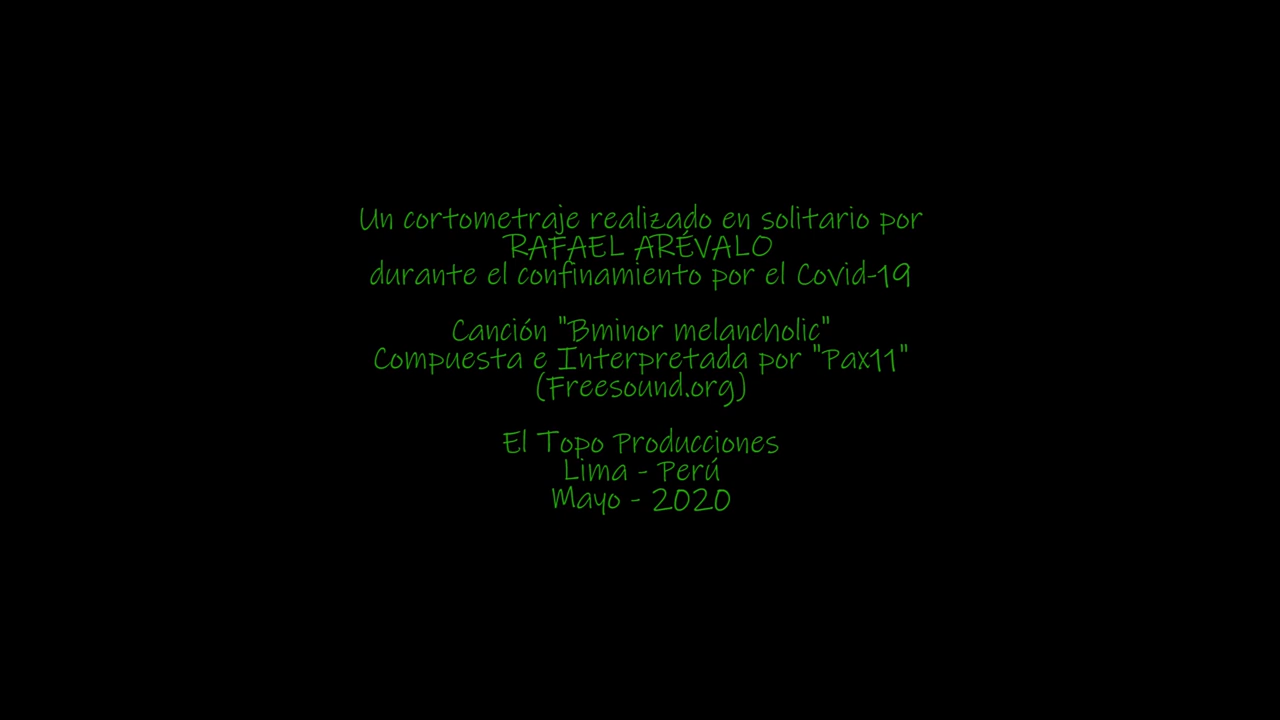 Un cortometraje realizado en solitario por
RAFAEL ARÉVALO
durante el confinamiento por el Covid-19
Canción "Bminor melancholic"
Compuesta e Interpretada por "Pax11"
(Freesound.org)
El Topo Producciones
Lima - Perú
Mayo - 2020